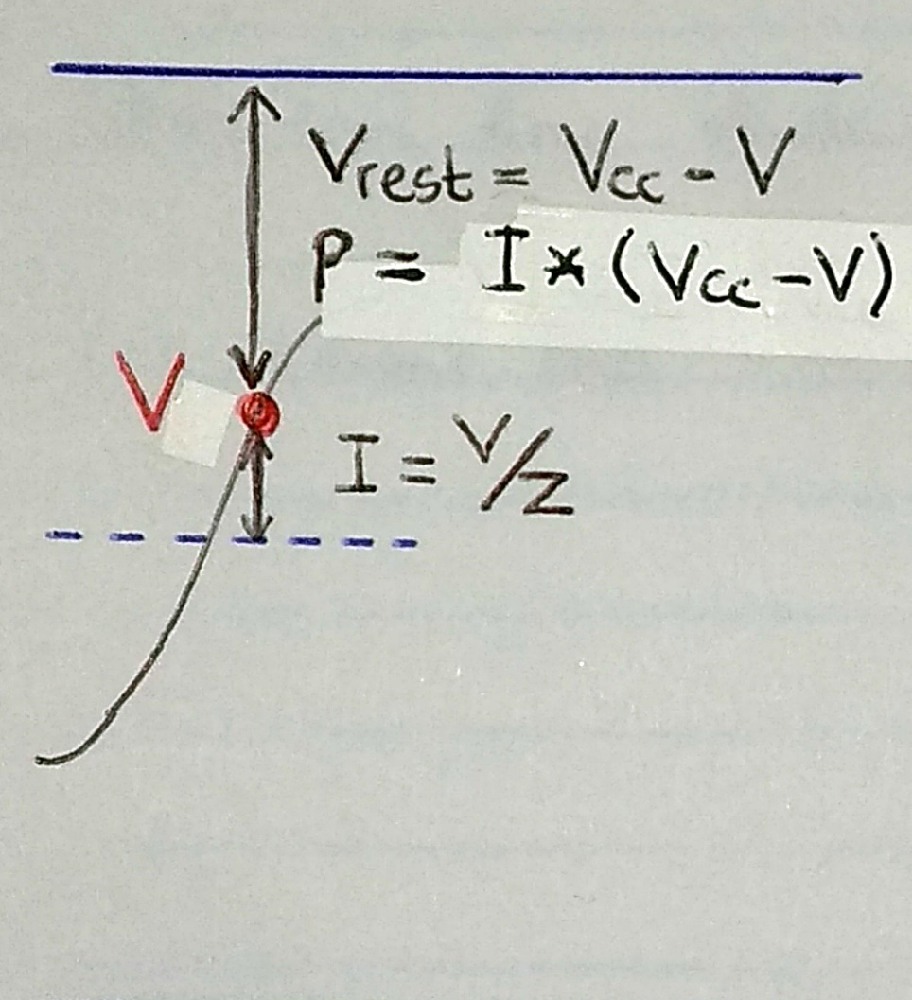 Vrest = Vcc - V
P = I * (Vcc - V)
V
I = V/Z